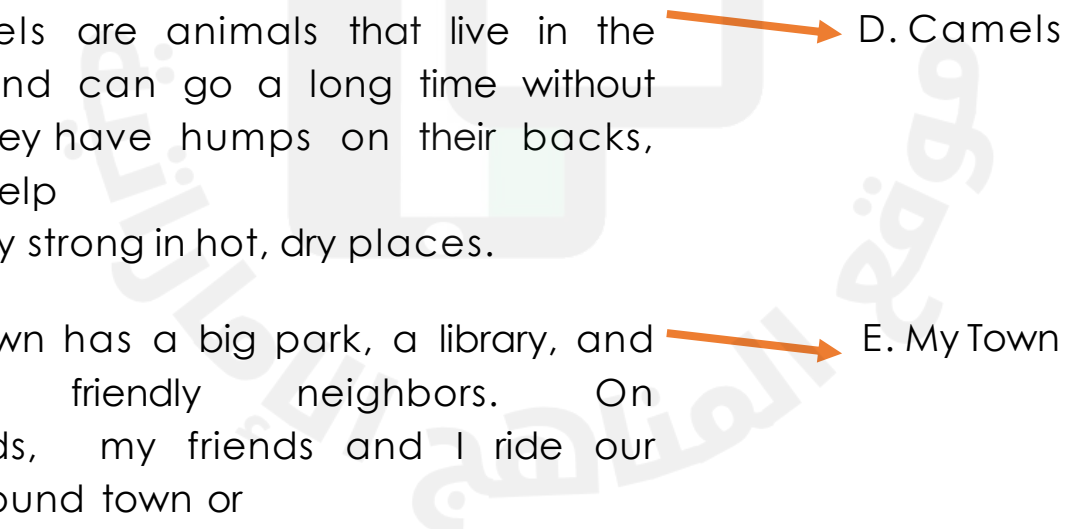 els are animals that live in the
nd can go a long time without
ey have humps on their backs,
elp
y strong in hot, dry places.
D. Camels
wn has a big park, a library, and
friendly neighbors. On
ds, my friends and I ride our
ound town or
E. My Town
موقع
المناهج